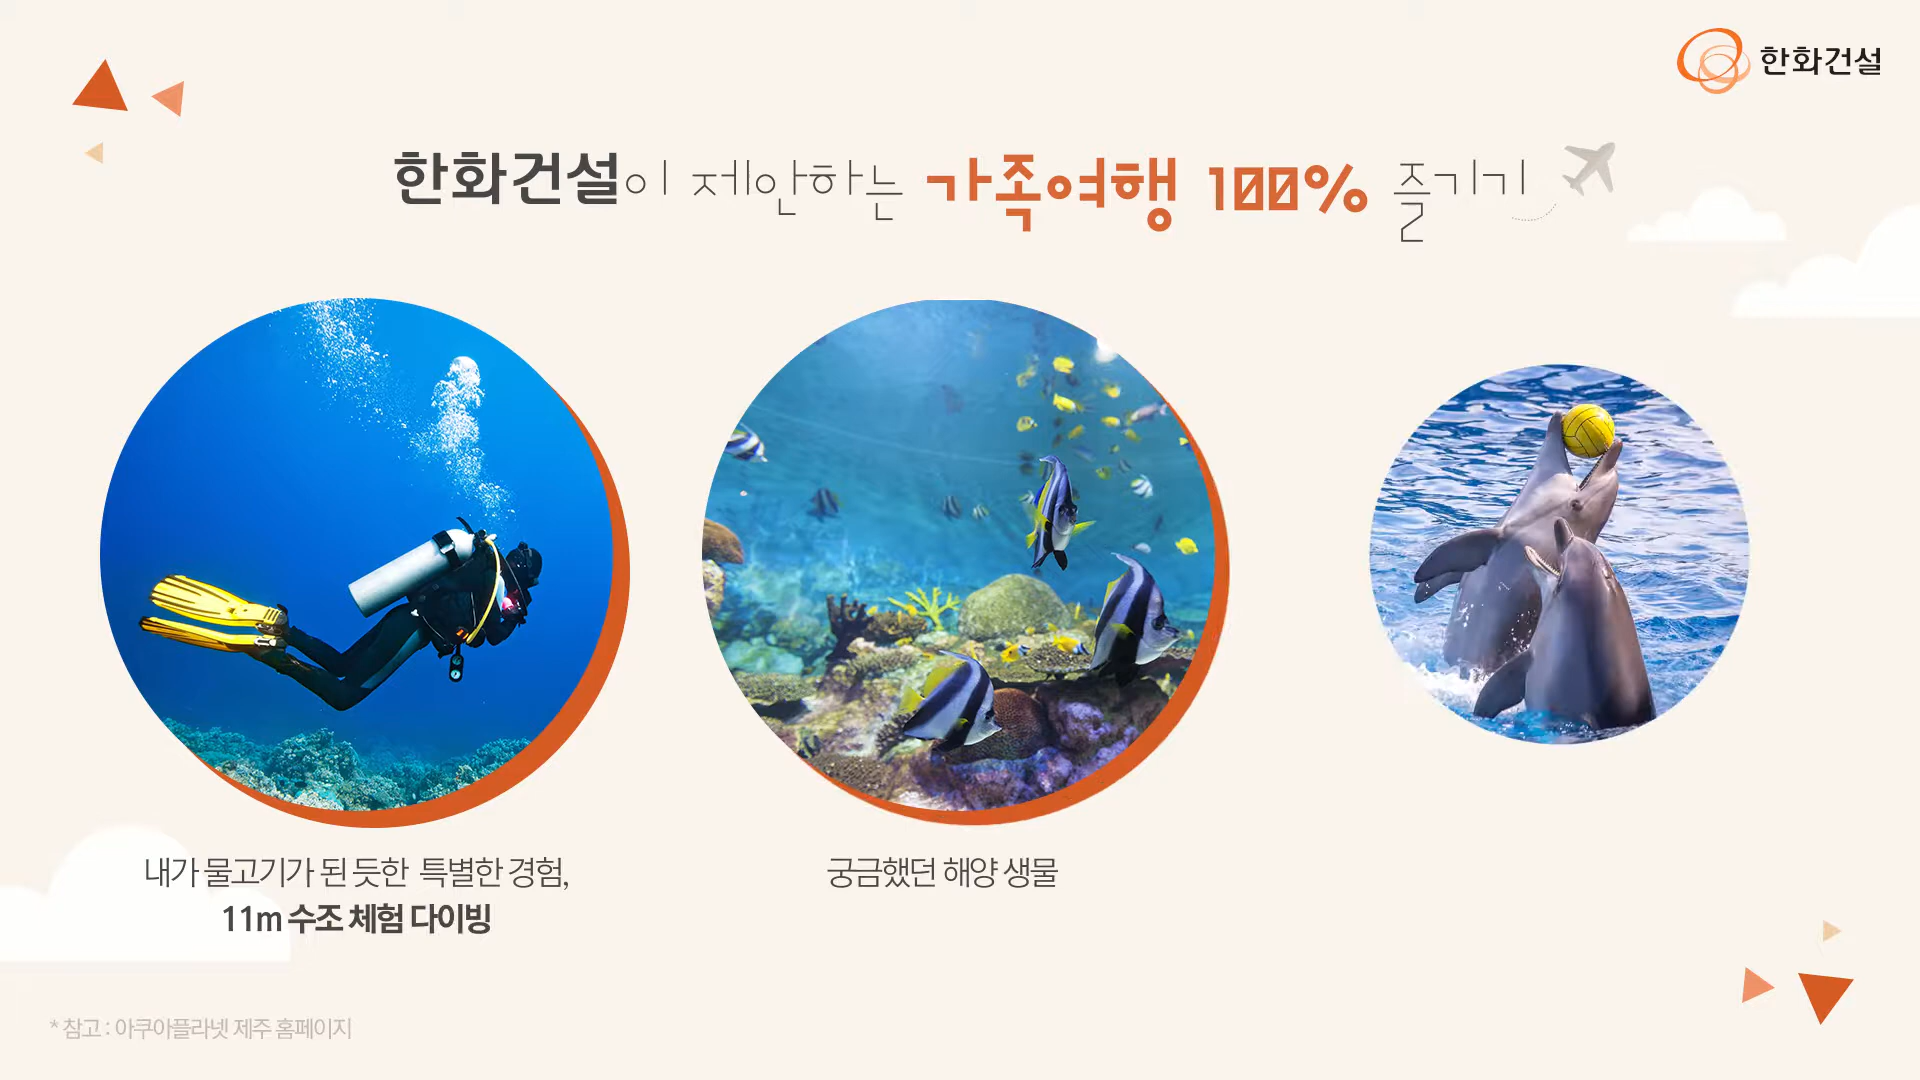 한화건설
한화건설이 제안하는 가족여행 100% 즐기기
내가 물고기가 된 듯한 특별한 경험,
11m 수조 체험 다이빙
궁금했던 해양 생물
* 참고 : 아쿠아플라넷 제주 홈페이지